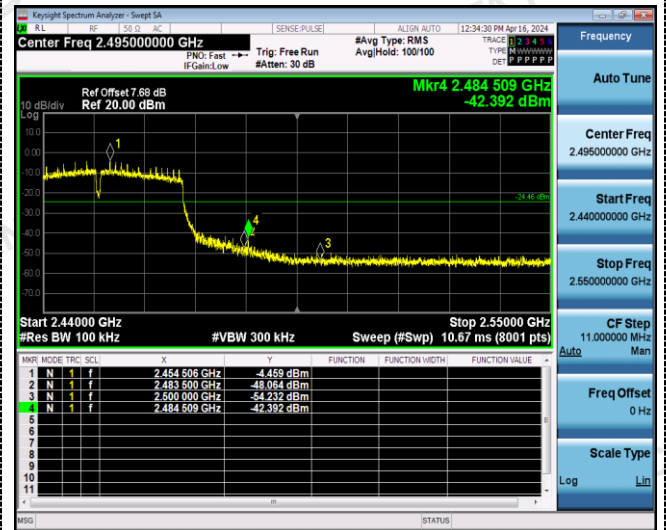 Keysight Spectrum Analyzer - Swept SA
RL RF 50 Ω AC SENSE:PULSE ALIGN AUTO 12:34:30 PM Apr 16, 2024
Center Freq 2.495000000 GHz
PNO: Fast
IFGain:Low
Trig: Free Run
#Atten: 30 dB
#Avg Type: RMS
Avg|Hold: 100/100
TRACE 1 2 3 4 5 6
TYPE M WWWWW
DET P P P P P P
Mkr4 2.484 509 GHz
-42.392 dBm
Ref Offset 7.68 dB
10 dB/div Ref 20.00 dBm
Log
10.0
0.00
-10.0
-20.0
-30.0
-40.0
-50.0
-60.0
-70.0
1
-24.46 dBm
4
2
3
Start 2.44000 GHz Stop 2.55000 GHz
#Res BW 100 kHz #VBW 300 kHz Sweep (#Swp) 10.67 ms (8001 pts)
MKR MODE TRC SCL X Y FUNCTION FUNCTION WIDTH FUNCTION VALUE
1 N 1 f 2.454 506 GHz -4.459 dBm
2 N 1 f 2.483 500 GHz -48.064 dBm
3 N 1 f 2.500 000 GHz -54.232 dBm
4 N 1 f 2.484 509 GHz -42.392 dBm
5
6
7
8
9
10
11
MSG STATUS
Frequency
Auto Tune
Center Freq
2.495000000 GHz
Start Freq
2.440000000 GHz
Stop Freq
2.550000000 GHz
CF Step
11.000000 MHz
Auto Man
Freq Offset
0 Hz
Scale Type
Log Lin